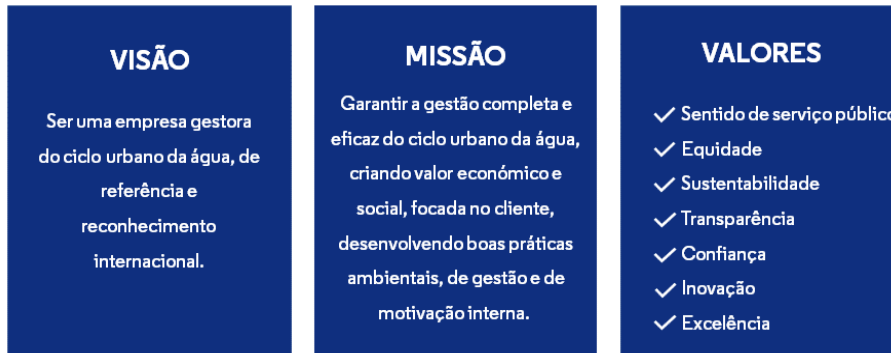 VISÃO
Ser uma empresa gestora
do ciclo urbano da água, de
referência e
reconhecimento
internacional.
MISSÃO
Garantir a gestão completa e
eficaz do ciclo urbano da água,
criando valor económico e
social, focada no cliente,
desenvolvendo boas práticas
ambientais, de gestão e de
motivação interna.
VALORES
Sentido de serviço público
Equidade
Sustentabilidade
Transparência
Confiança
Inovação
Excelência